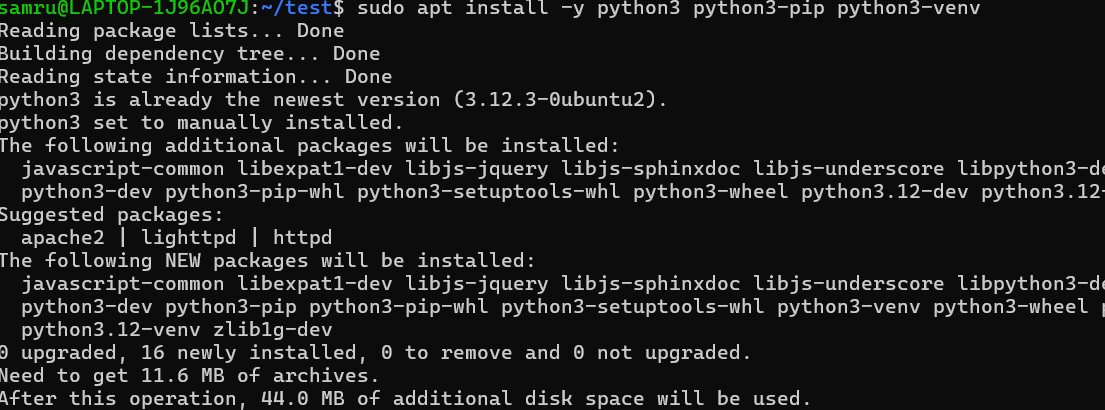 samru@LAPTOP-1J96AO7J:~/test$ sudo apt install -y python3 python3-pip python3-venv
Reading package lists... Done
Building dependency tree... Done
Reading state information... Done
python3 is already the newest version (3.12.3-0ubuntu2).
python3 set to manually installed.
The following additional packages will be installed:
javascript-common libexpat1-dev libjs-jquery libjs-sphinxdoc libjs-underscore libpython3-de
python3-dev python3-pip-whl python3-setuptools-whl python3-wheel python3.12-dev python3.12-
Suggested packages:
apache2 | lighttpd | httpd
The following NEW packages will be installed:
javascript-common libexpat1-dev libjs-jquery libjs-sphinxdoc libjs-underscore libpython3-de
python3-dev python3-pip python3-pip-whl python3-setuptools-whl python3-venv python3-wheel p
python3.12-venv zlib1g-dev
0 upgraded, 16 newly installed, 0 to remove and 0 not upgraded.
Need to get 11.6 MB of archives.
After this operation, 44.0 MB of additional disk space will be used.